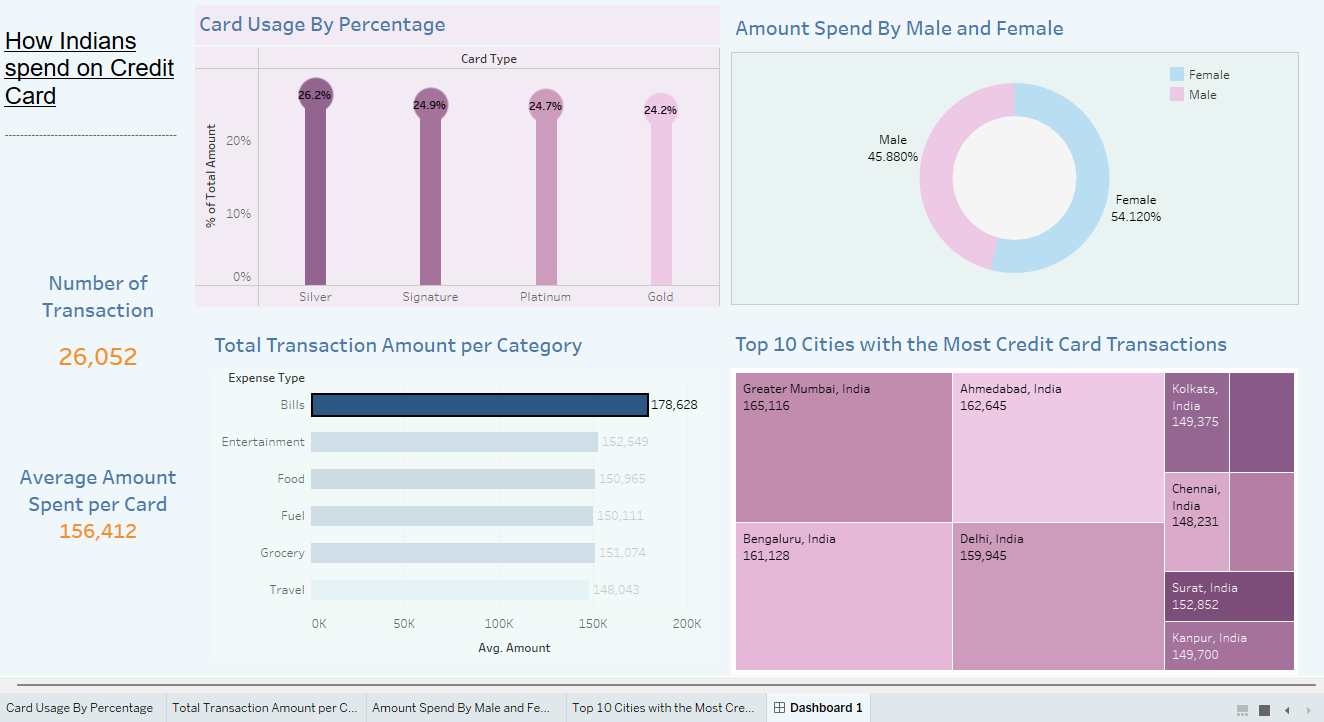 How Indians
spend on Credit
Card
Number of
Transaction
26,052
Average Amount
Spent per Card
156,412
Card Usage By Percentage
Card Type
% of Total Amount
20%
10%
0%
26.2%
24.9%
24.7%
24.2%
Silver
Signature
Platinum
Gold
Amount Spend By Male and Female
Female
Male
Male
45.880%
Female
54.120%
Total Transaction Amount per Category
Expense Type
Bills
178,628
Entertainment
152,549
Food
150,965
Fuel
150,111
Grocery
151,074
Travel
148,043
0K
50K
100K
150K
200K
Avg. Amount
Top 10 Cities with the Most Credit Card Transactions
Greater Mumbai, India
165,116
Ahmedabad, India
162,645
Bengaluru, India
161,128
Delhi, India
159,945
Kolkata,
India
149,375
Chennai,
India
148,231
Surat, India
152,852
Kanpur, India
149,700
Card Usage By Percentage
Total Transaction Amount per C...
Amount Spend By Male and Fe...
Top 10 Cities with the Most Cre...
Dashboard 1